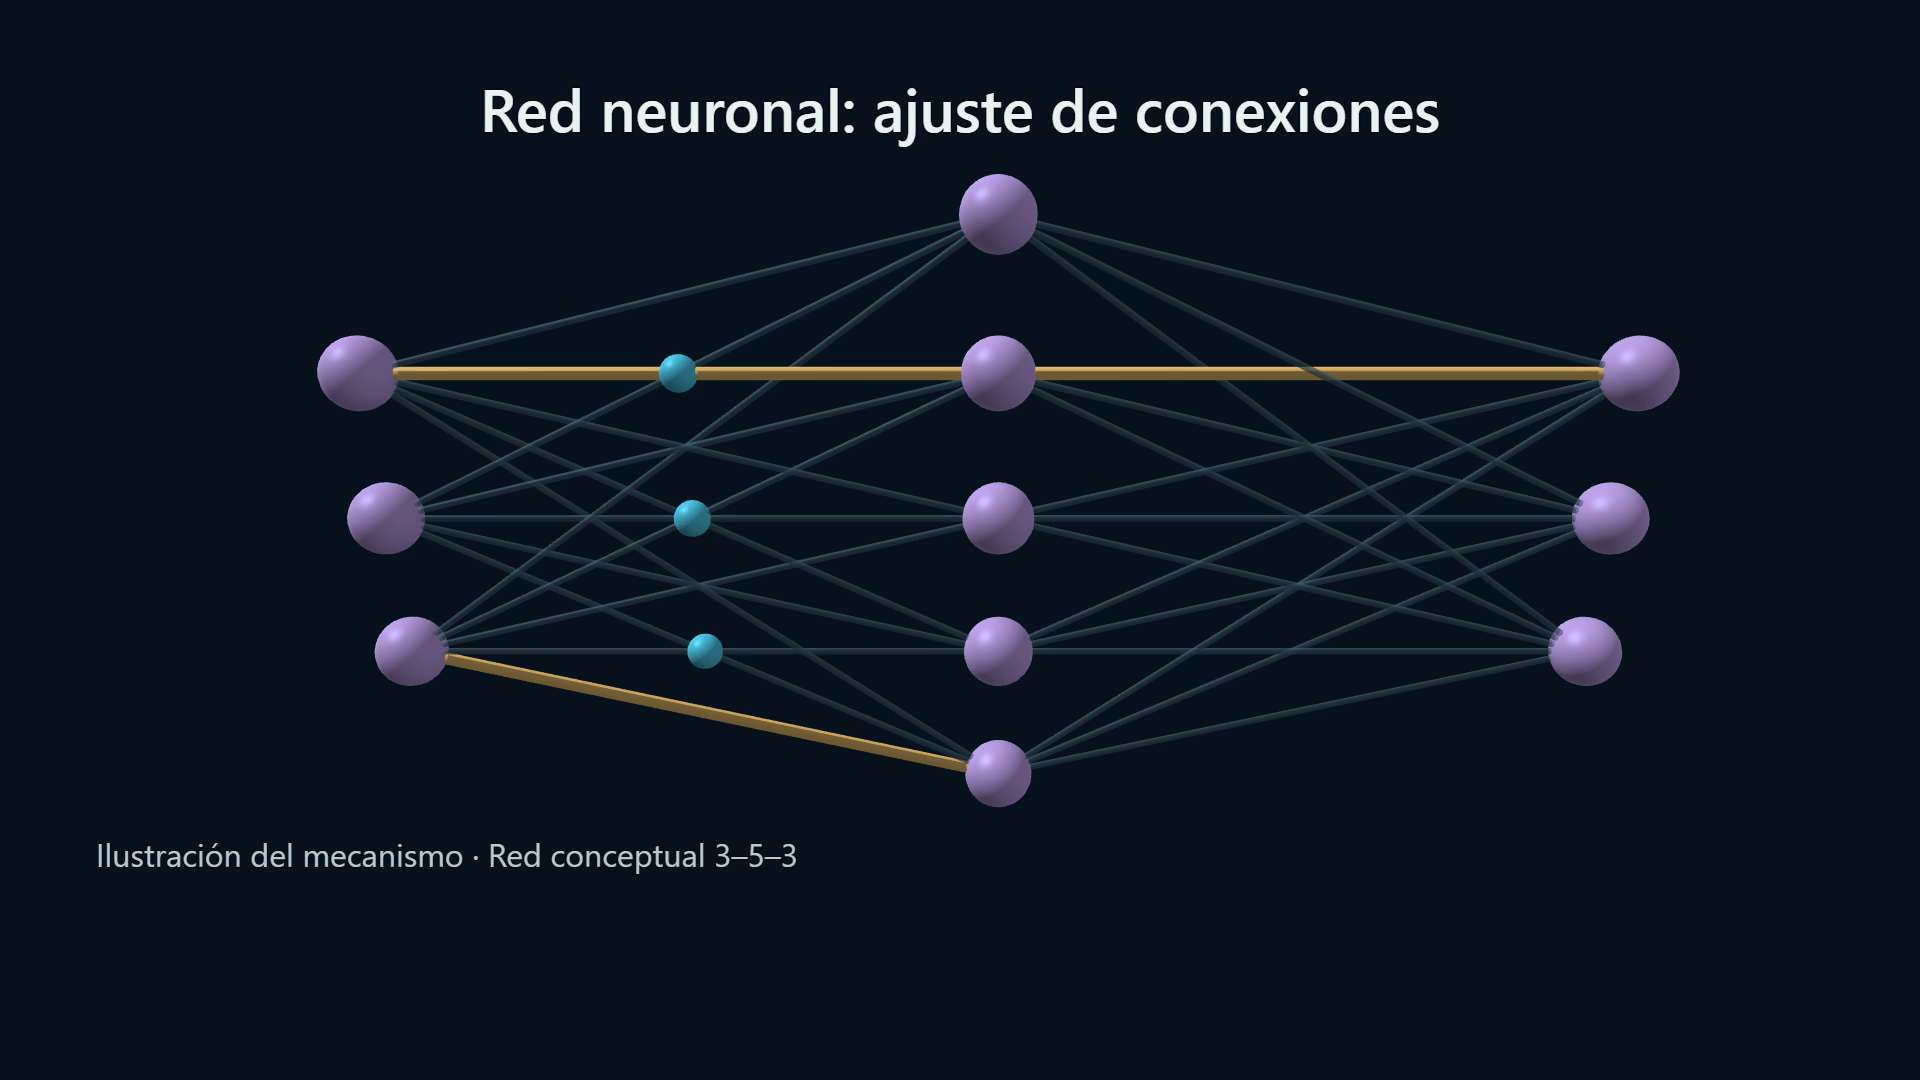 Red neuronal: ajuste de conexiones
Ilustración del mecanismo · Red conceptual 3–5–3